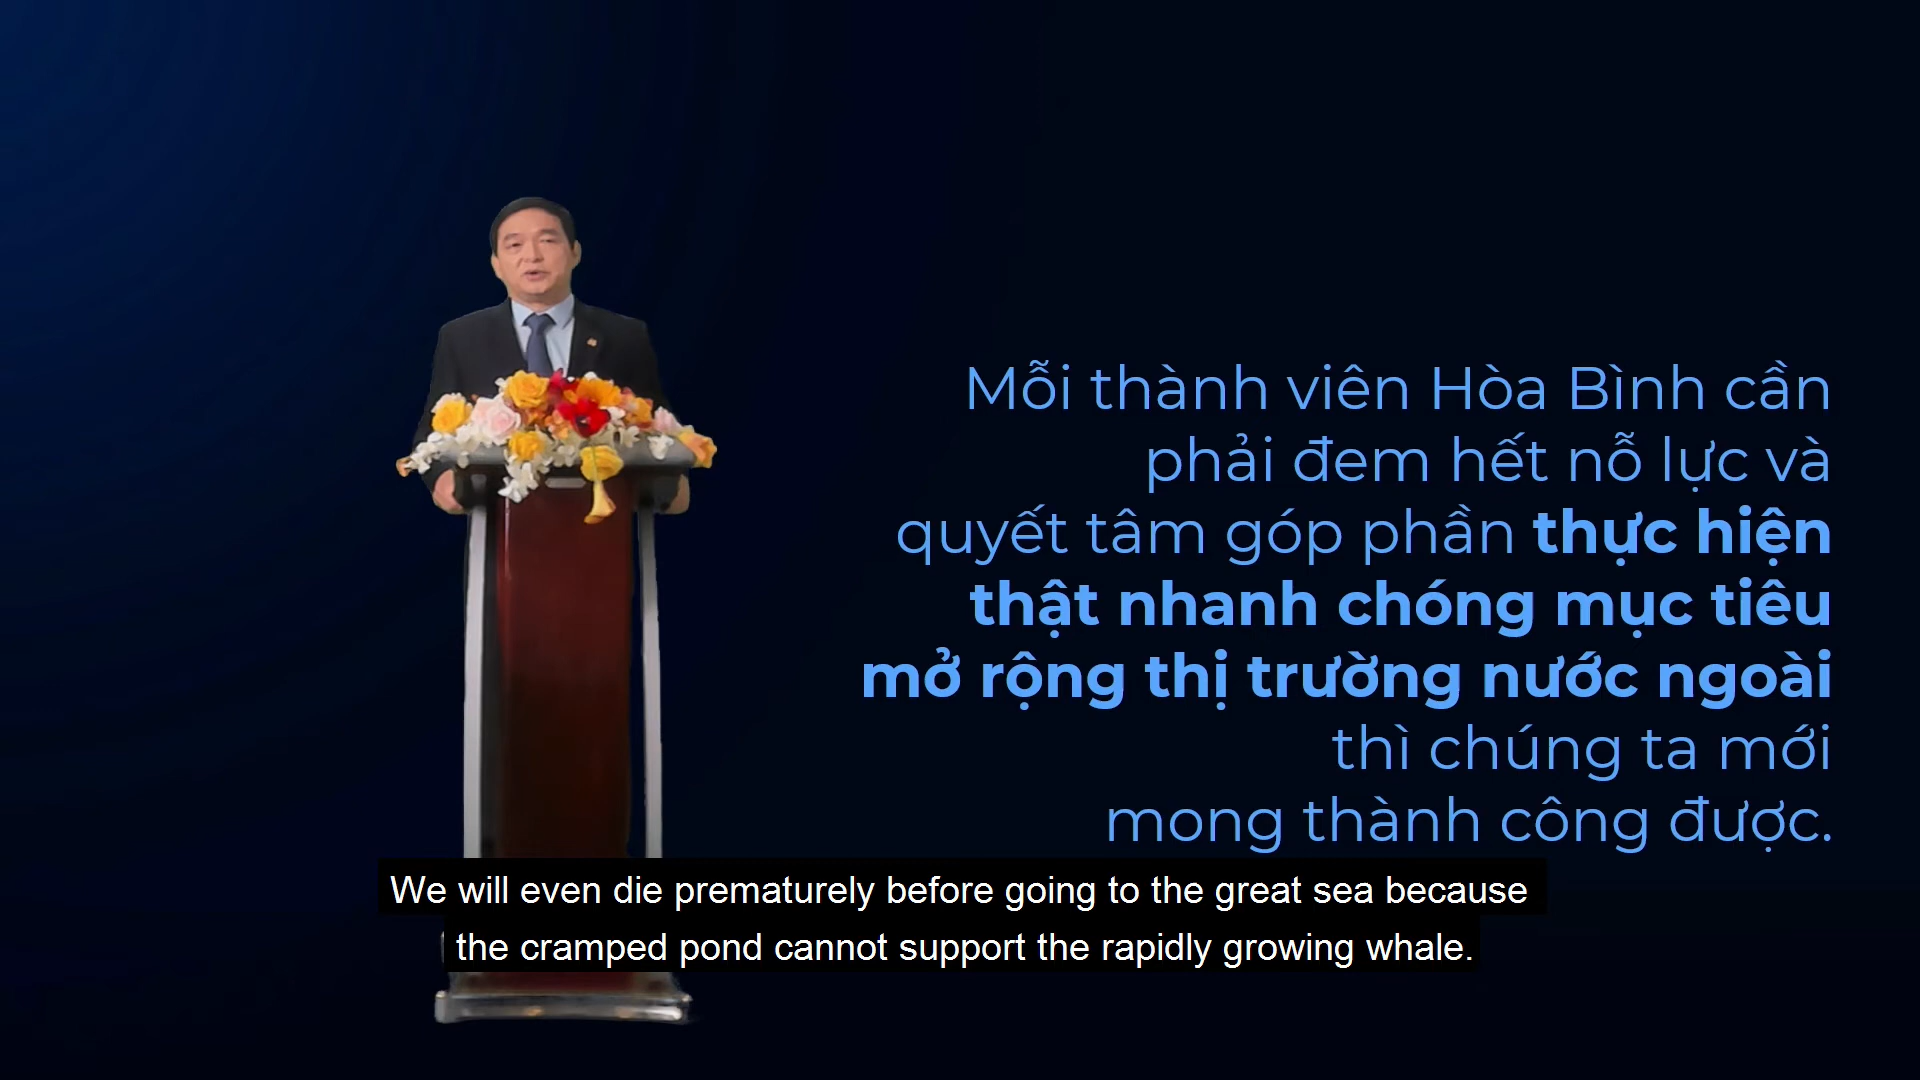 Mỗi thành viên Hòa Bình cần
phải đem hết nỗ lực và
quyết tâm góp phần thực hiện
thật nhanh chóng mục tiêu
mở rộng thị trường nước ngoài
thì chúng ta mới
mong thành công được.
We will even die prematurely before going to the great sea because
the cramped pond cannot support the rapidly growing whale.